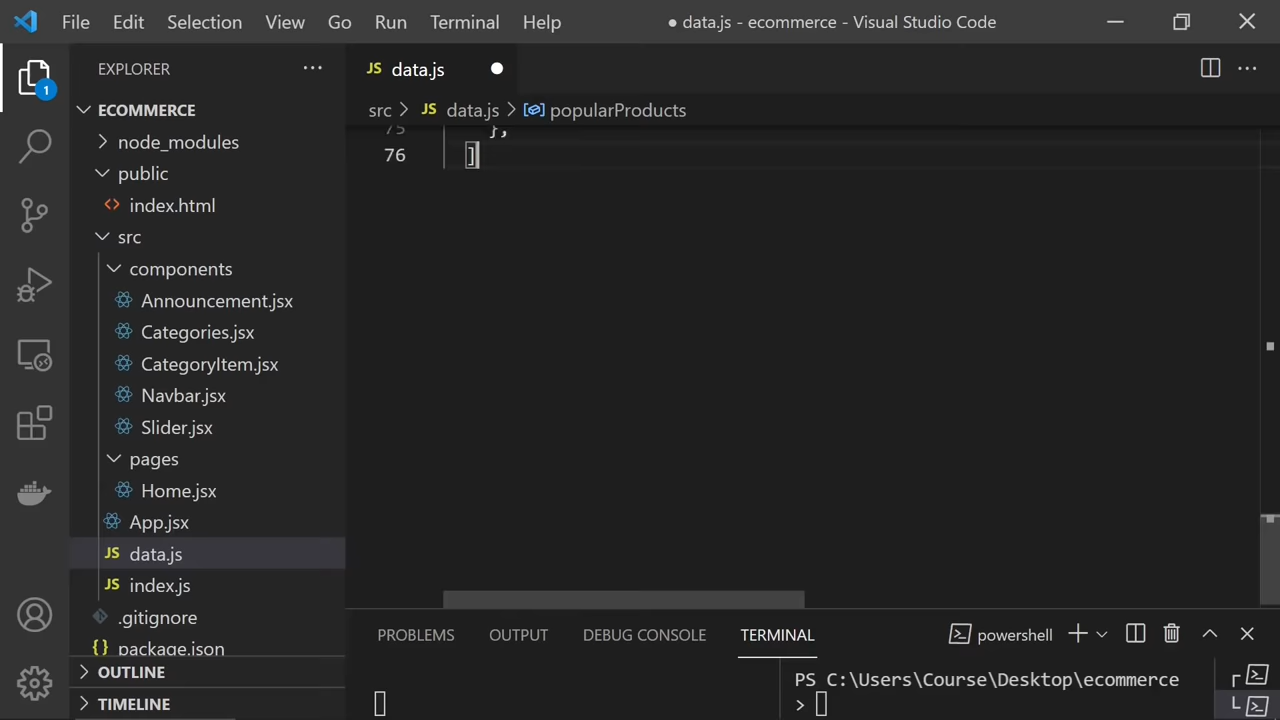 File Edit Selection View Go Run Terminal Help
● data.js - ecommerce - Visual Studio Code
EXPLORER
JS data.js
src > JS data.js > popularProducts
1
ECOMMERCE
node_modules
public
<> index.html
src
components
Announcement.jsx
Categories.jsx
CategoryItem.jsx
Navbar.jsx
Slider.jsx
pages
Home.jsx
App.jsx
JS data.js
JS index.js
.gitignore
{} package.json
OUTLINE
TIMELINE
75 },
76 ]
PROBLEMS OUTPUT DEBUG CONSOLE TERMINAL
powershell
PS C:\Users\Course\Desktop\ecommerce
>